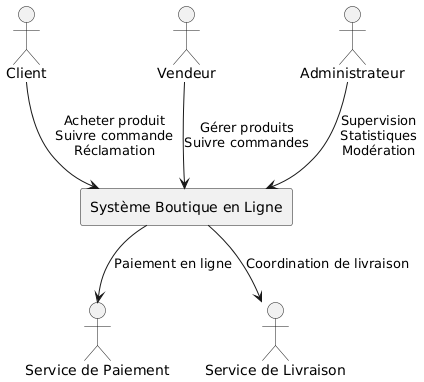 Client
Vendeur
Administrateur
Acheter produit
Suivre commande
Réclamation
Gérer produits
Suivre commandes
Supervision
Statistiques
Modération
Système Boutique en Ligne
Paiement en ligne
Coordination de livraison
Service de Paiement
Service de Livraison